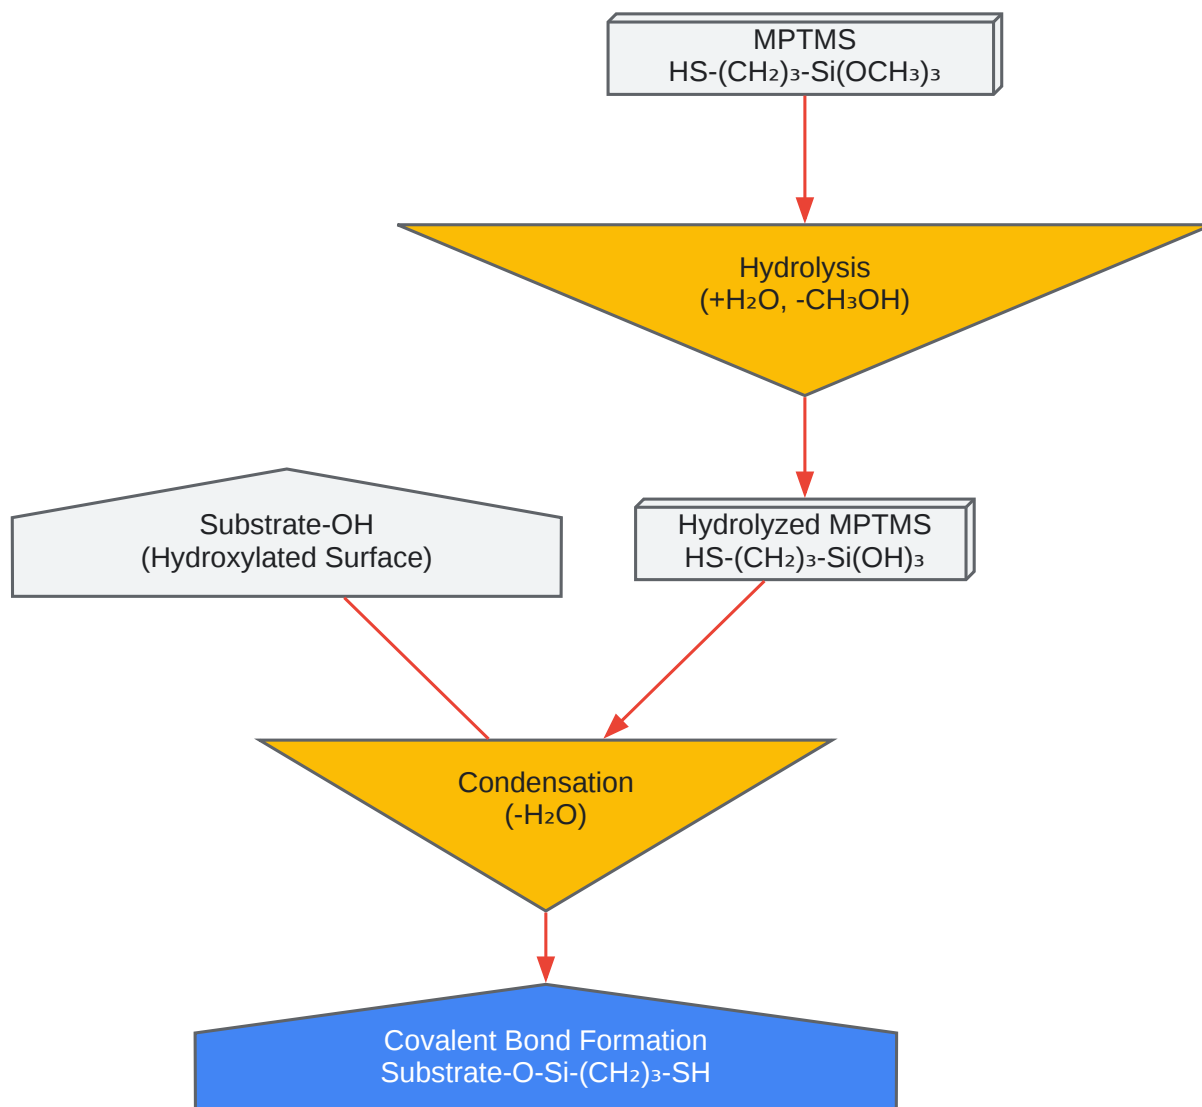 MPTMS
HS-(CH₂)₃-Si(OCH₃)₃
Hydrolysis
(+H₂O, -CH₃OH)
Substrate-OH
(Hydroxylated Surface)
Hydrolyzed MPTMS
HS-(CH₂)₃-Si(OH)₃
Condensation
(-H₂O)
Covalent Bond Formation
Substrate-O-Si-(CH₂)₃-SH